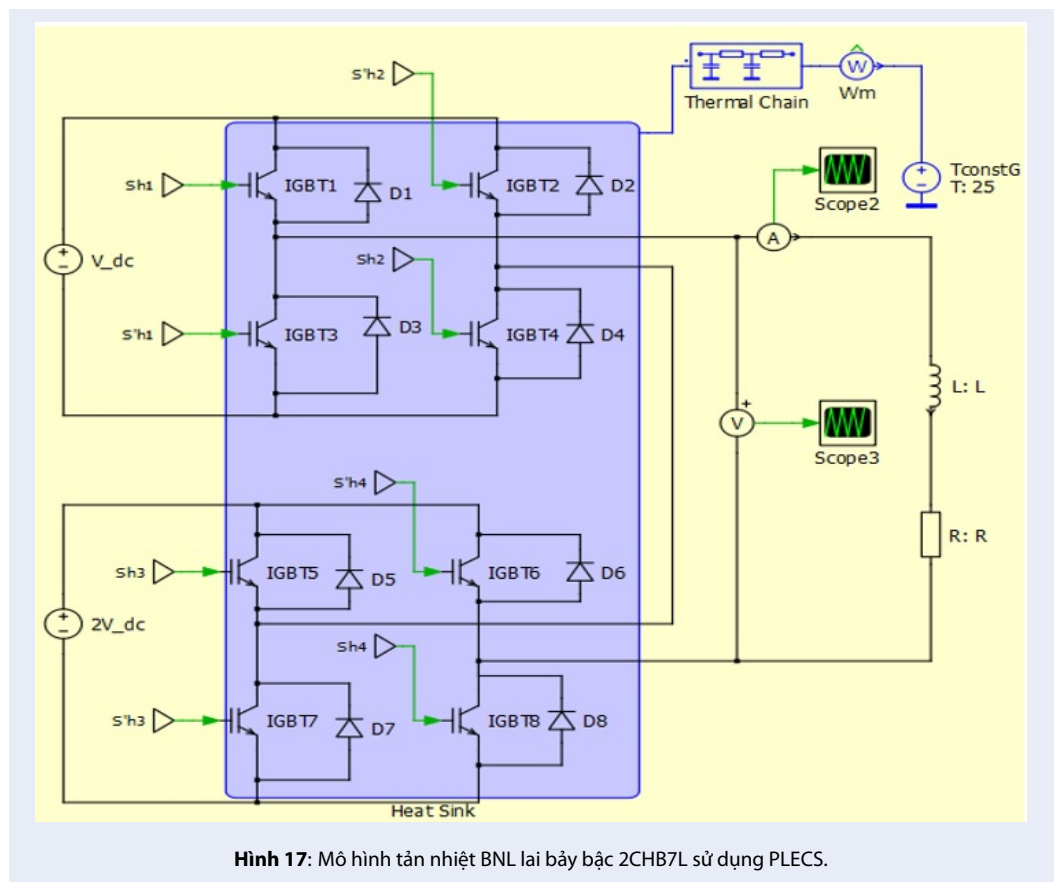 S'h2
Thermal Chain
Wm
Sh1
IGBT1
D1
IGBT2
D2
Scope2
TconstG
T: 25
V_dc
Sh2
A
S'h1
IGBT3
D3
IGBT4
D4
L: L
V
Scope3
S'h4
R: R
Sh3
IGBT5
D5
IGBT6
D6
2V_dc
Sh4
S'h3
IGBT7
D7
IGBT8
D8
Heat Sink
Hình 17: Mô hình tản nhiệt BNL lai bảy bậc 2CHB7L sử dụng PLECS.